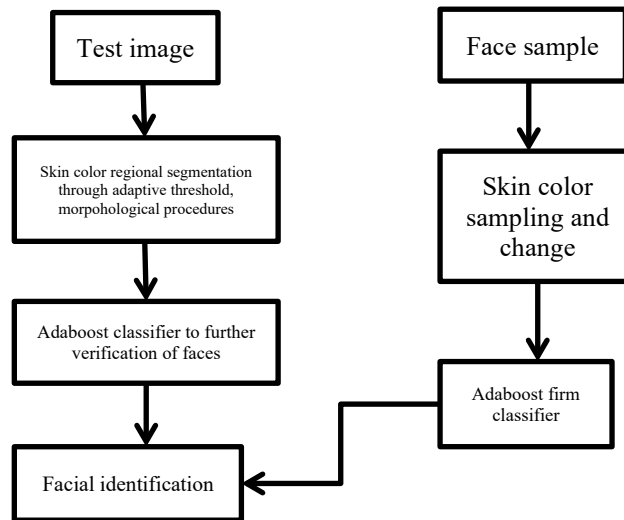 Test image
Skin color regional segmentation
through adaptive threshold,
morpohological procedures
Adaboost classifier to further
verification of faces
Facial identification
Face sample
Skin color
sampling and
change
Adaboost firm
classifier